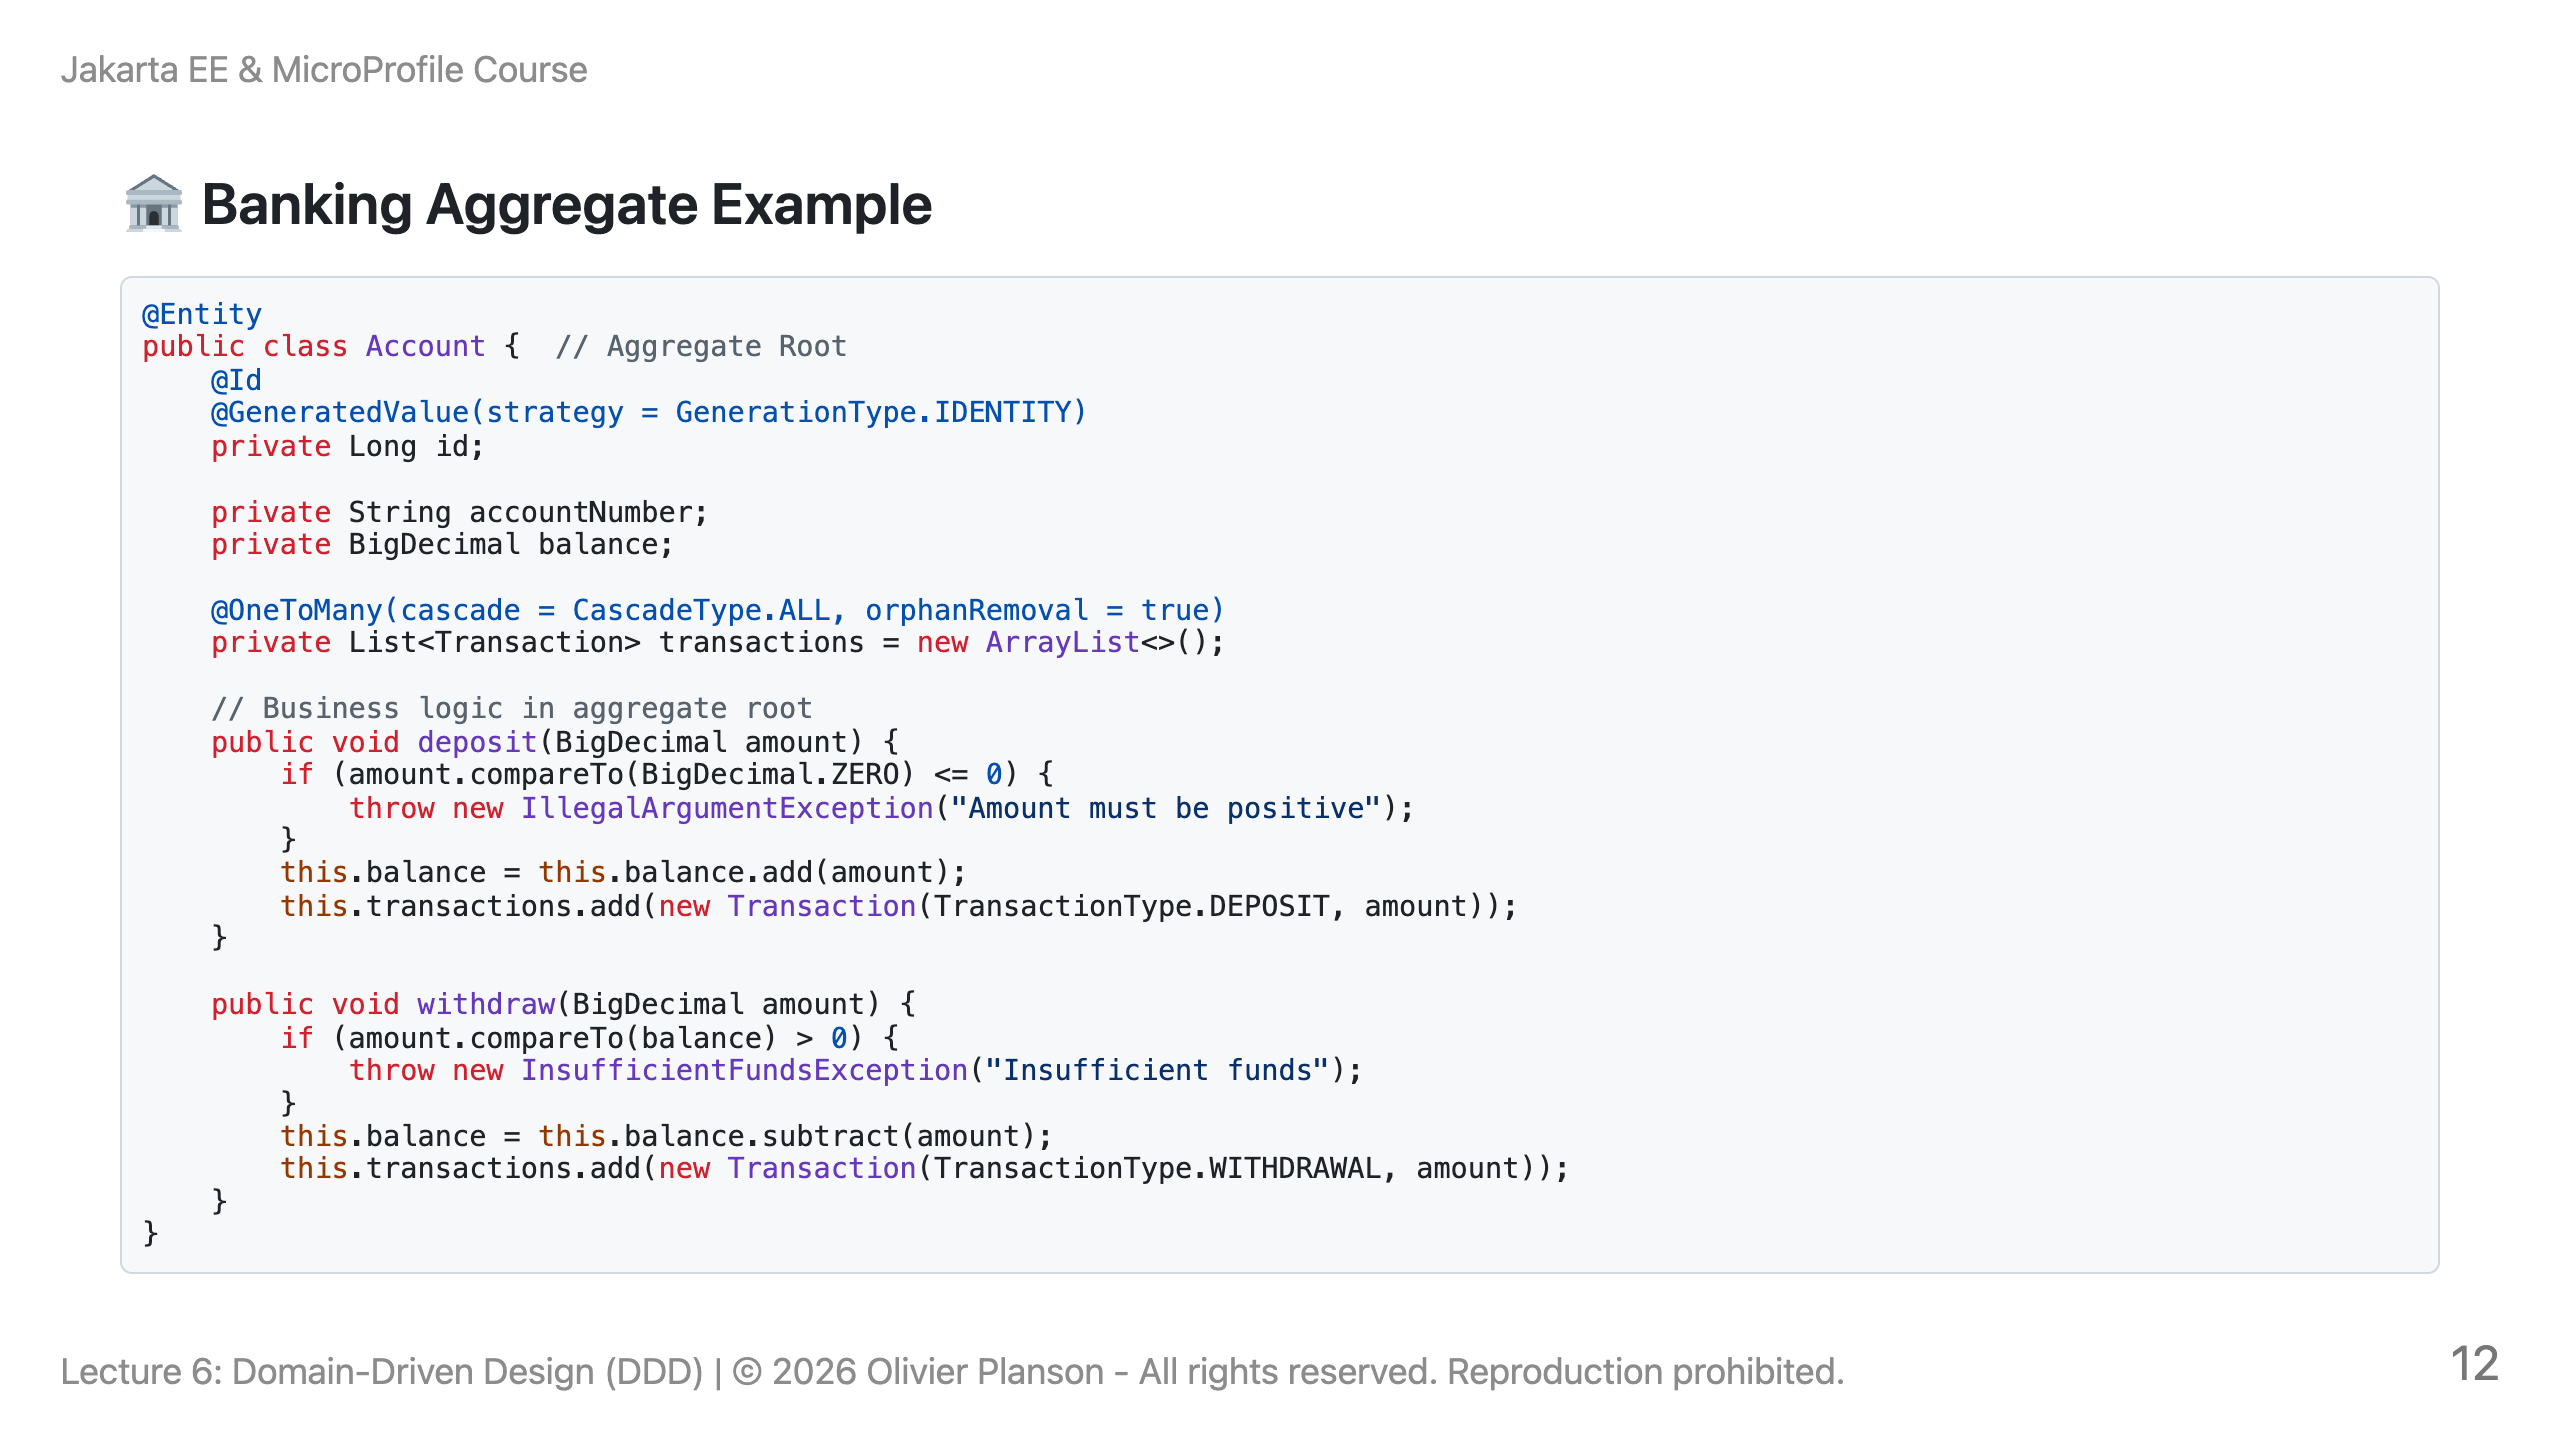 Jakarta EE & MicroProfile Course
🏛️ Banking Aggregate Example
@Entity
public class Account {  // Aggregate Root
    @Id
    @GeneratedValue(strategy = GenerationType.IDENTITY)
    private Long id;

    private String accountNumber;
    private BigDecimal balance;

    @OneToMany(cascade = CascadeType.ALL, orphanRemoval = true)
    private List<Transaction> transactions = new ArrayList<>();

    // Business logic in aggregate root
    public void deposit(BigDecimal amount) {
        if (amount.compareTo(BigDecimal.ZERO) <= 0) {
            throw new IllegalArgumentException("Amount must be positive");
        }
        this.balance = this.balance.add(amount);
        this.transactions.add(new Transaction(TransactionType.DEPOSIT, amount));
    }

    public void withdraw(BigDecimal amount) {
        if (amount.compareTo(balance) > 0) {
            throw new InsufficientFundsException("Insufficient funds");
        }
        this.balance = this.balance.subtract(amount);
        this.transactions.add(new Transaction(TransactionType.WITHDRAWAL, amount));
    }
}
Lecture 6: Domain-Driven Design (DDD) | © 2026 Olivier Planson - All rights reserved. Reproduction prohibited.
12